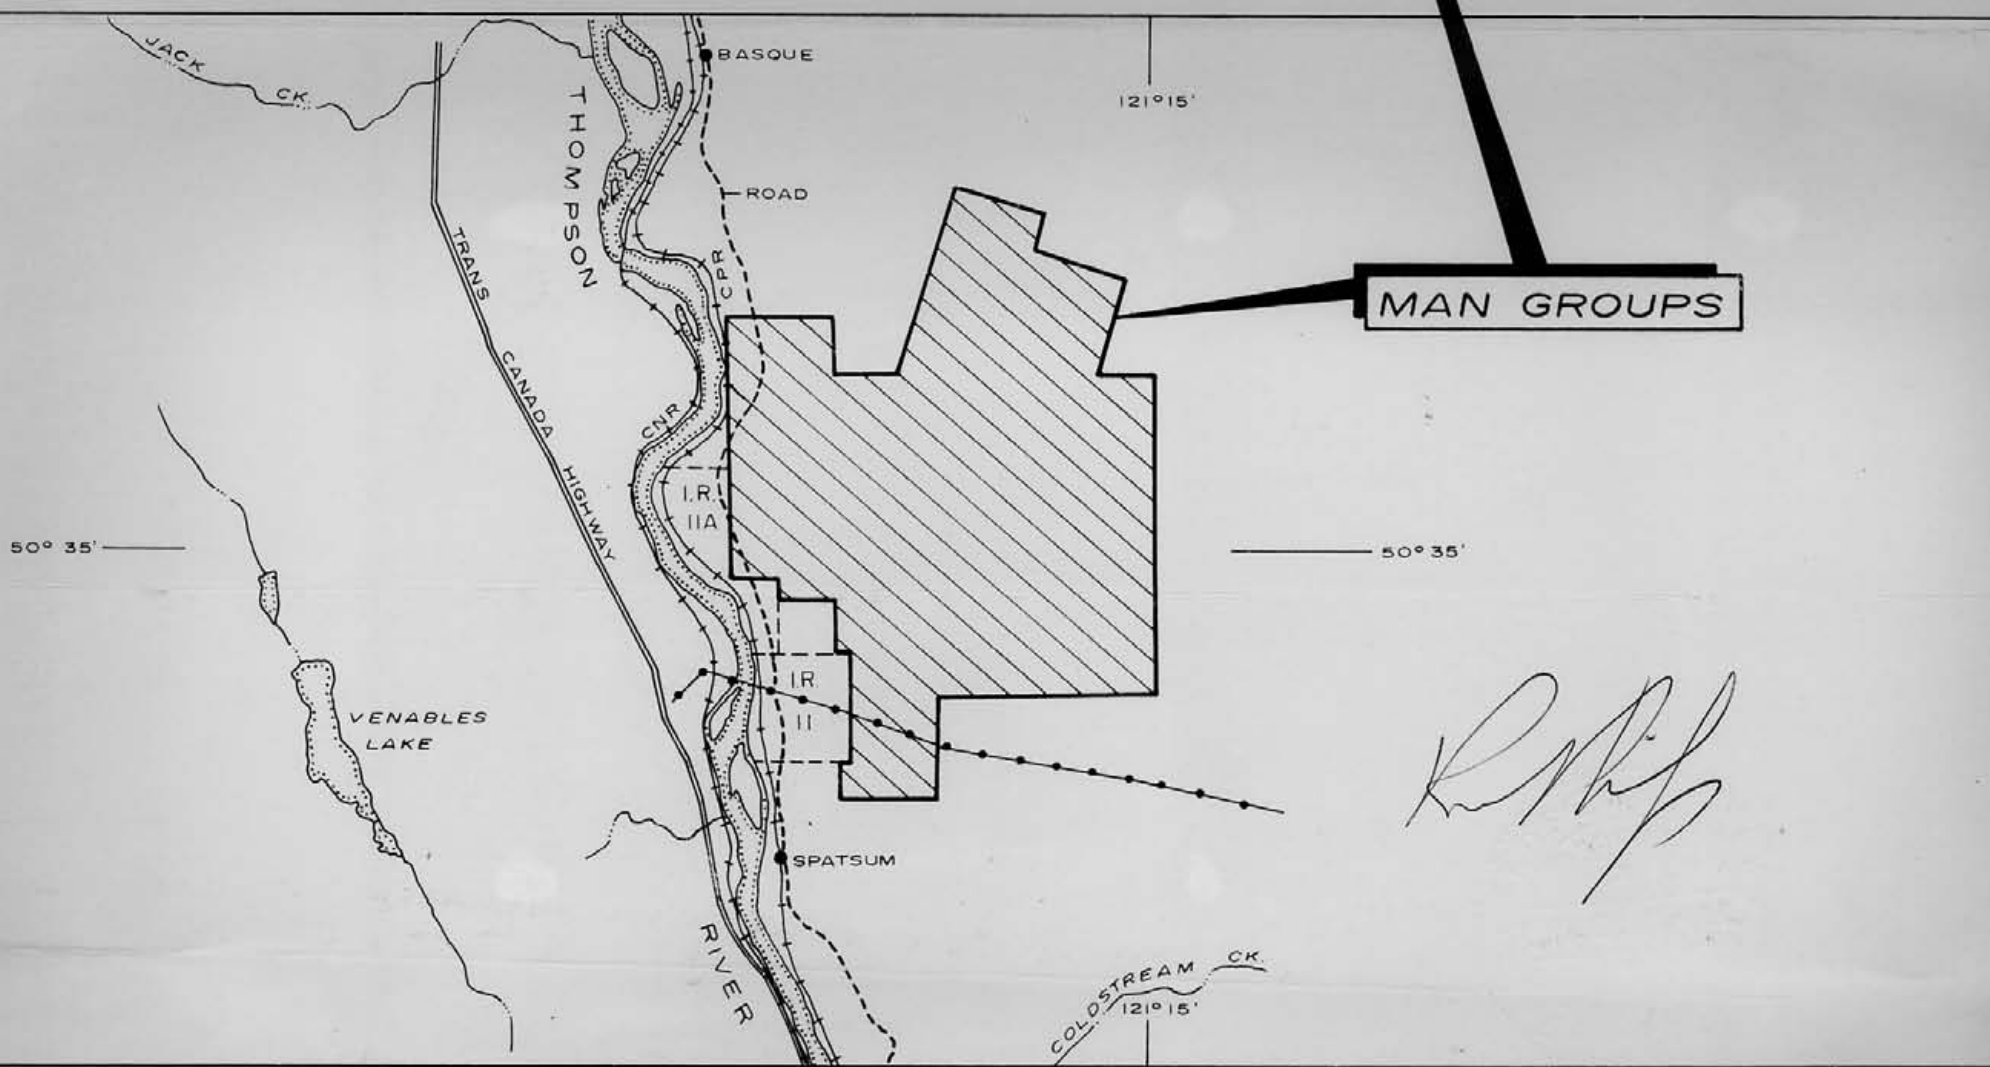 JACK
CK.
BASQUE
121° 15'
THOMPSON
ROAD
TRANS CANADA HIGHWAY
CPR
MAN GROUPS
CNR
I.R.
11A
50° 35'
50° 35'
I.R.
11
VENABLES
LAKE
SPATSUM
RIVER
COLDSTREAM CK.
121° 15'